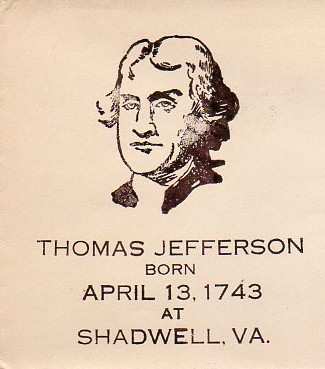 THOMAS JEFFERSON
BORN
APRIL 13, 1743
AT
SHADWELL, VA.